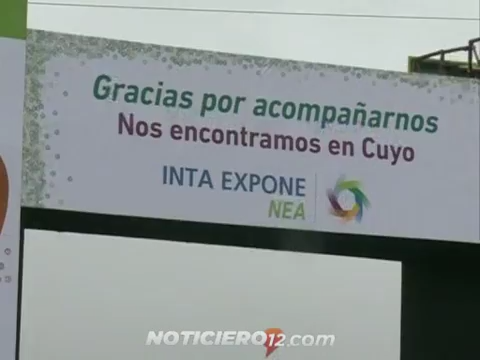 Gracias por acompañarnos
Nos encontramos en Cuyo
INTA EXPONE
NEA
NOTICIERO12.com